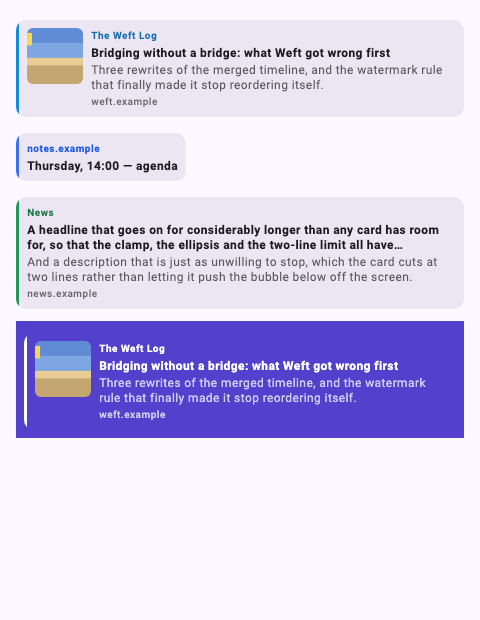 The Weft Log
Bridging without a bridge: what Weft got wrong first
Three rewrites of the merged timeline, and the watermark rule
that finally made it stop reordering itself.
weft.example
notes.example
Thursday, 14:00 — agenda
News
A headline that goes on for considerably longer than any card has room
for, so that the clamp, the ellipsis and the two-line limit all have…
And a description that is just as unwilling to stop, which the card cuts at
two lines rather than letting it push the bubble below off the screen.
news.example
The Weft Log
Bridging without a bridge: what Weft got wrong first
Three rewrites of the merged timeline, and the watermark
rule that finally made it stop reordering itself.
weft.example